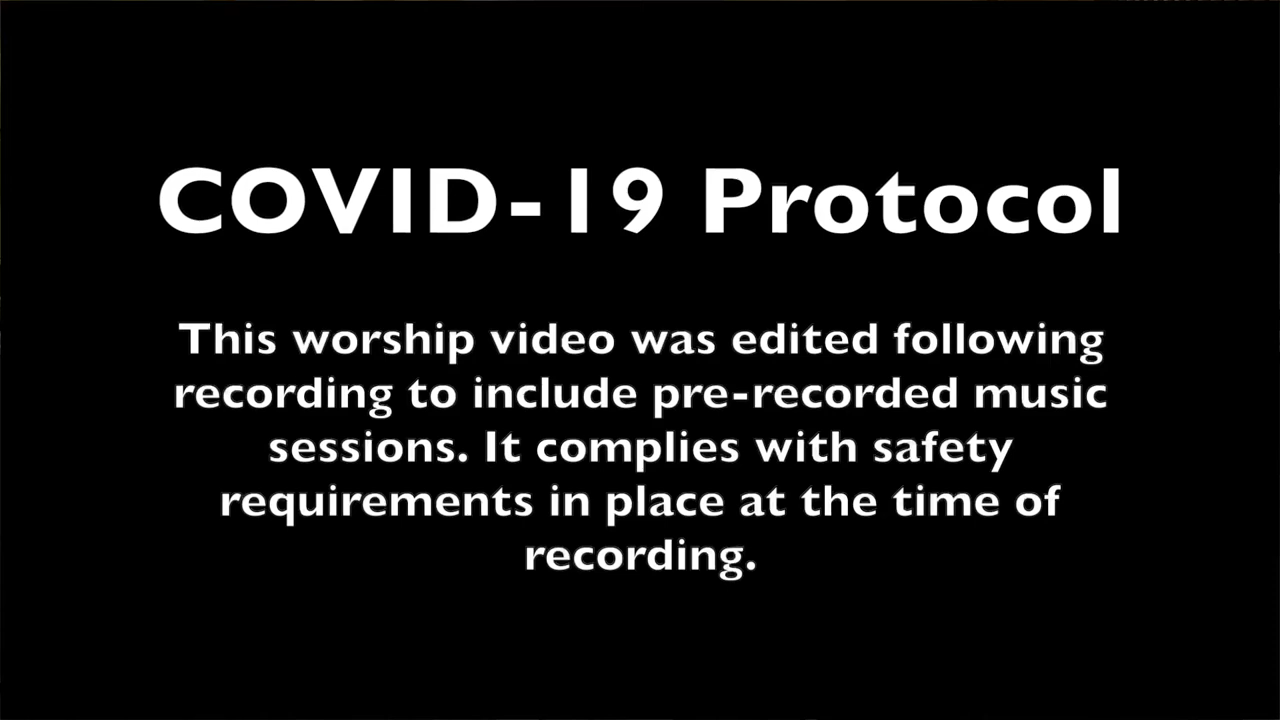 COVID-19 Protocol
This worship video was edited following
recording to include pre-recorded music
sessions. It complies with safety
requirements in place at the time of
recording.